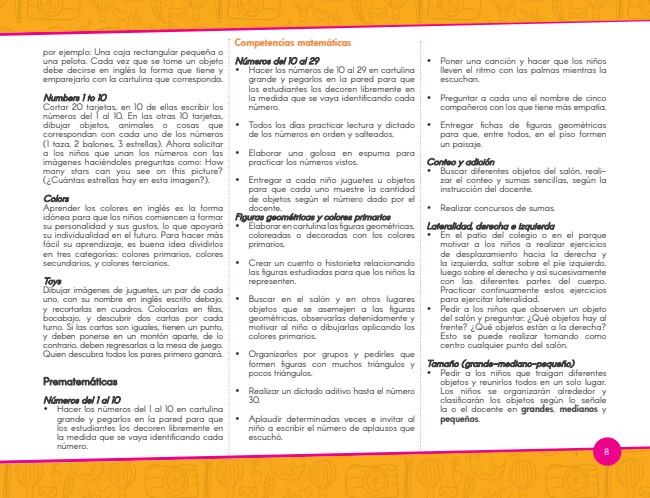 por ejemplo: Una caja rectangular pequeña o
una pelota. Cada vez que se tome un objeto
debe decirse en inglés la forma que tiene y
emparejarlo con la cartulina que corresponda.
Numbers 1 to 10
Cortar 20 tarjetas, en 10 de ellas escribir los
números del 1 al 10. En las otras 10 tarjetas,
dibujar objetos, animales o cosas que
correspondan con cada uno de los números
(1 taza, 2 balones, 3 estrellas). Ahora solicitar
a los niños que unan los números con las
imágenes haciéndoles preguntas como: How
many stars can you see on this picture?
(¿Cuántas estrellas hay en esta imagen?).
Colors
Aprender los colores en inglés es la forma
idónea para que los niños comiencen a formar
su personalidad y sus gustos, lo que apoyará
su individualidad en el futuro. Para hacer más
fácil su aprendizaje, es buena idea dividirlos
en tres categorías: colores primarios, colores
secundarios, y colores terciarios.
Toys
Dibujar imágenes de juguetes, un par de cada
uno, con su nombre en inglés escrito debajo,
y recortarlas en cuadros. Colocarlas en filas,
bocabajo, y descubrir dos cartas por cada
turno. Si las cartas son iguales, tienen un punto,
y deben ponerse en un montón aparte, de lo
contrario, deben regresarlas a la mesa de juego.
Quien descubra todos los pares primero ganará.
Prematemáticas
Números del 1 al 10
• Hacer los números del 1 al 10 en cartulina
grande y pegarlos en la pared para que
los estudiantes los decoren libremente en
la medida que se vaya identificando cada
número.
Competencias matemáticas
Números del 10 al 29
• Hacer los números de 10 al 29 en cartulina
grande y pegarlos en la pared para que
los estudiantes los decoren libremente en
la medida que se vaya identificando cada
número.
• Todos los días practicar lectura y dictado
de los números en orden y salteados.
• Elaborar una golosa en espuma para
practicar los números vistos.
• Entregar a cada niño juguetes u objetos
para que cada uno muestre la cantidad
de objetos según el número dado por el
docente.
Figuras geométricas y colores primarios
• Elaborar en cartulina las figuras geométricas,
coloreadas o decoradas con los colores
primarios.
• Crear un cuento o historieta relacionando
las figuras estudiadas para que los niños la
representen.
• Buscar en el salón y en otros lugares
objetos que se asemejen a las figuras
geométricas, observarlas detenidamente y
motivar al niño a dibujarlas aplicando los
colores primarios.
• Organizarlos por grupos y pedirles que
formen figuras con muchos triángulos y
pocos triángulos.
• Realizar un dictado aditivo hasta el número
30.
• Aplaudir determinadas veces e invitar al
niño a escribir el número de aplausos que
escuchó.
• Poner una canción y hacer que los niños
lleven el ritmo con las palmas mientras la
escuchan.
• Preguntar a cada uno el nombre de cinco
compañeros con los que tiene más empatía.
• Entregar fichas de figuras geométricas
para que, entre todos, en el piso formen
un paisaje.
Conteo y adición
• Buscar diferentes objetos del salón, reali-
zar el conteo y sumas sencillas, según la
instrucción del docente.
• Realizar concursos de sumas.
Lateralidad, derecha e izquierda
• En el patio del colegio o en el parque
motivar a los niños a realizar ejercicios
de desplazamiento hacia la derecha y
la izquierda, saltar sobre el pie izquierdo,
luego sobre el derecho y así sucesivamente
con las diferentes partes del cuerpo.
Practicar continuamente estos ejercicios
para ejercitar lateralidad.
• Pedir a los niños que observen un objeto
del salón y preguntar: ¿Qué objetos hay al
frente? ¿Qué objetos están a la derecha?
Esto se puede realizar tomando como
centro cualquier punto del salón.
Tamaño (grande-mediano-pequeño)
• Pedir a los niños que traigan diferentes
objetos y reunirlos todos en un solo lugar.
Los niños se organizarán alrededor y
clasificarán los objetos según lo señale
la o el docente en grandes, medianos y
pequeños.
8